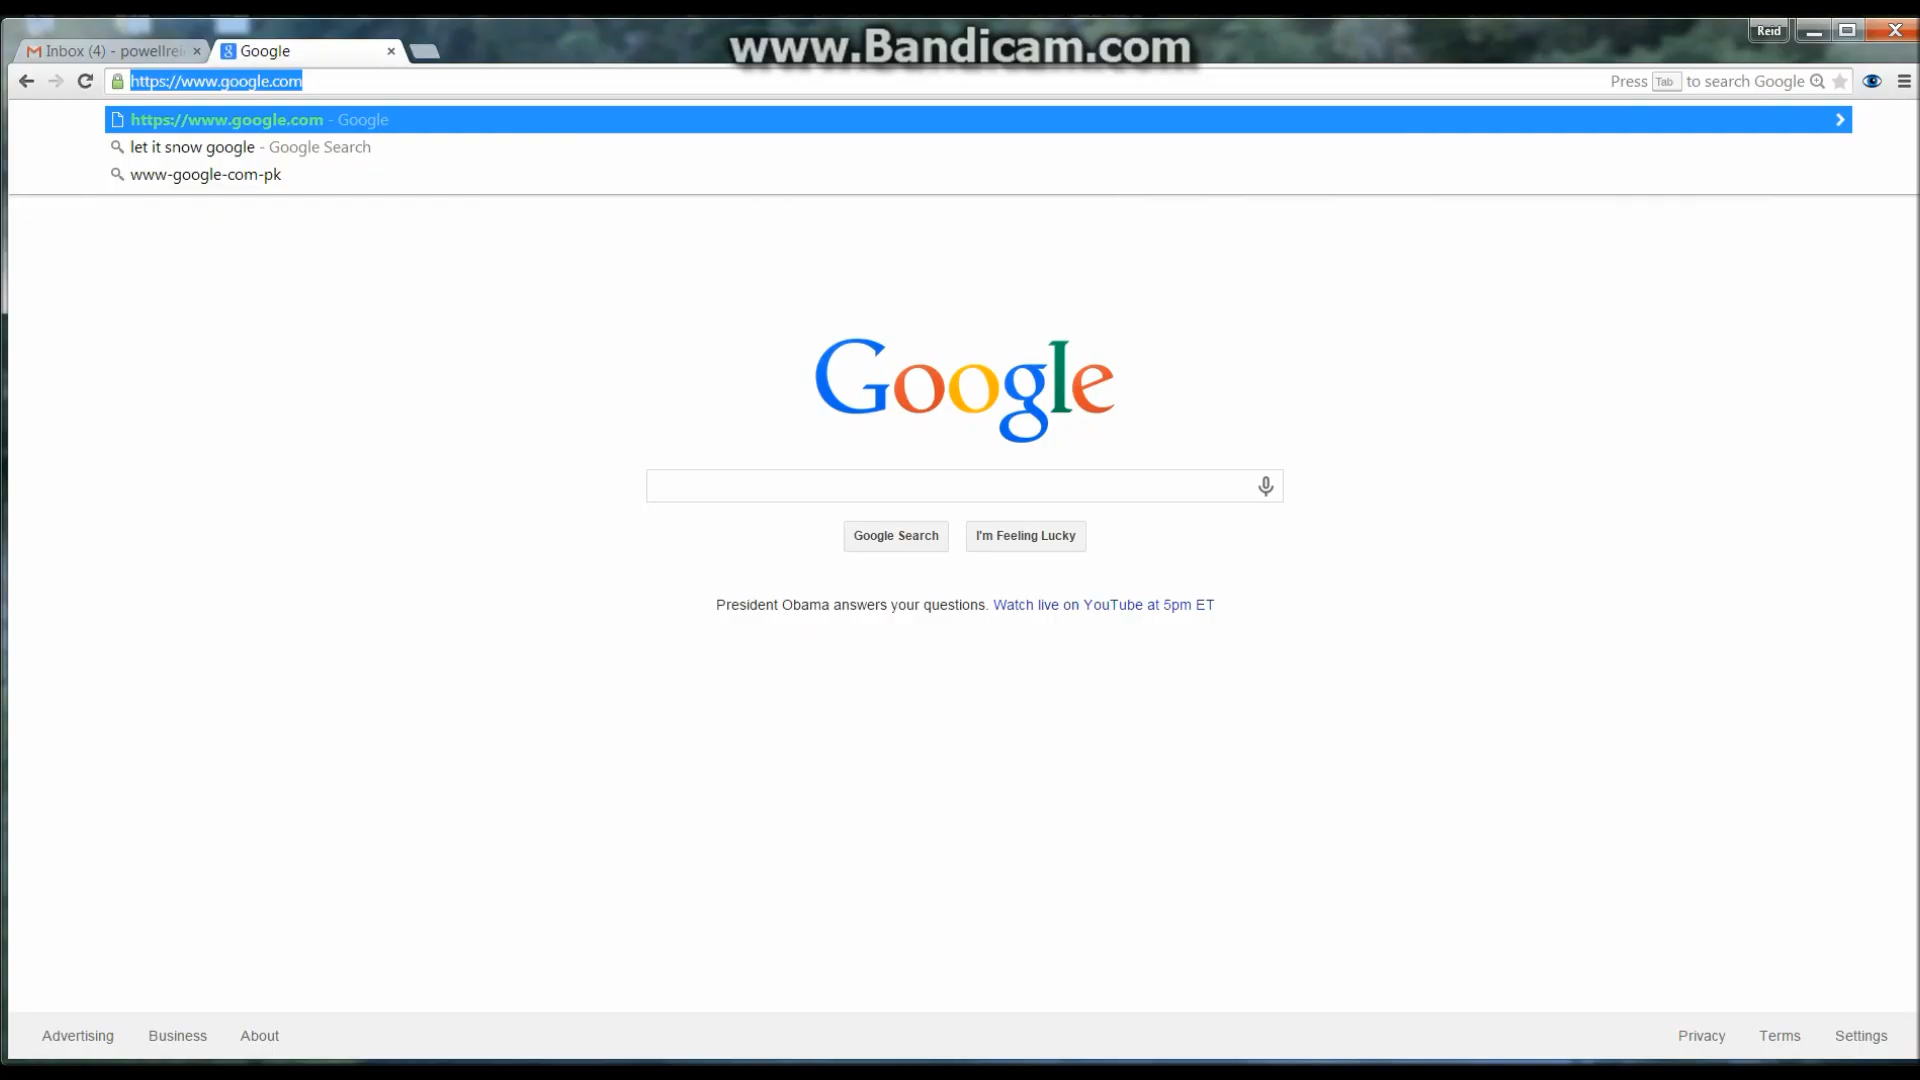 www.Bandicam.com
Reid
Inbox (4) - powellrei
Google
https://www.google.com
Press Tab to search Google
https://www.google.com - Google
let it snow google - Google Search
www-google-com-pk
Google
Google Search
I'm Feeling Lucky
President Obama answers your questions. Watch live on YouTube at 5pm ET
Advertising
Business
About
Privacy
Terms
Settings